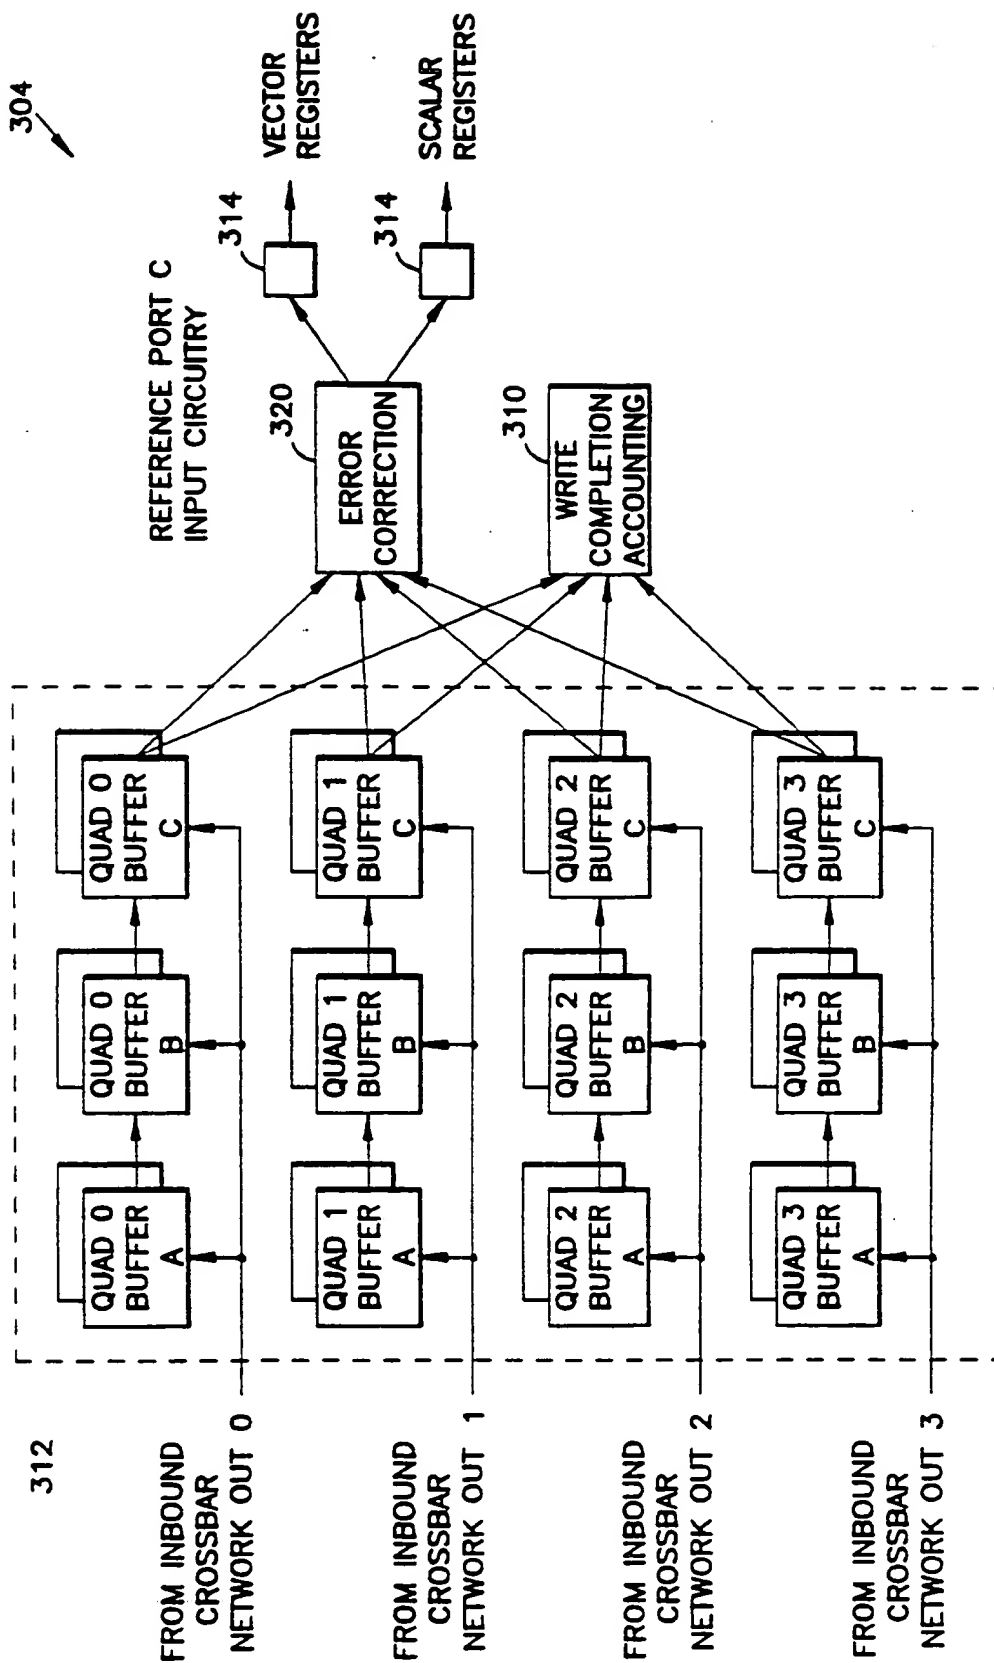 304
REFERENCE PORT C
INPUT CIRCUITRY
312
FROM INBOUND
CROSSBAR
NETWORK OUT 0
QUAD 0
BUFFER
A
QUAD 0
BUFFER
B
QUAD 0
BUFFER
C
FROM INBOUND
CROSSBAR
NETWORK OUT 1
QUAD 1
BUFFER
A
QUAD 1
BUFFER
B
QUAD 1
BUFFER
C
FROM INBOUND
CROSSBAR
NETWORK OUT 2
QUAD 2
BUFFER
A
QUAD 2
BUFFER
B
QUAD 2
BUFFER
C
FROM INBOUND
CROSSBAR
NETWORK OUT 3
QUAD 3
BUFFER
A
QUAD 3
BUFFER
B
QUAD 3
BUFFER
C
320
ERROR
CORRECTION
310
WRITE
COMPLETION
ACCOUNTING
314
VECTOR
REGISTERS
314
SCALAR
REGISTERS